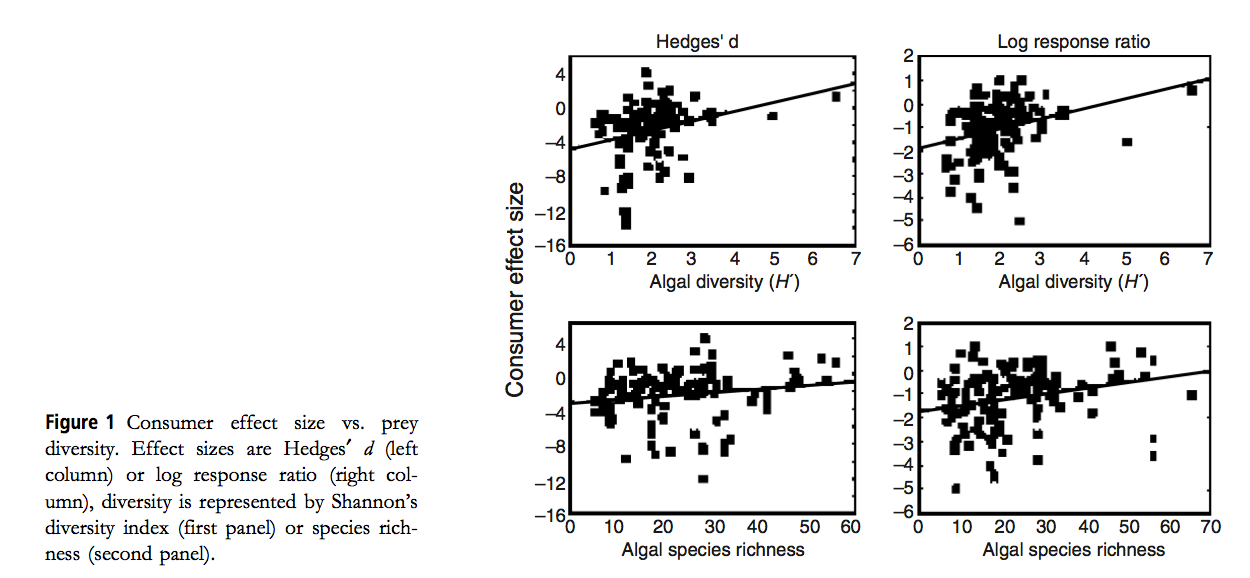 Hedges' d
Log response ratio
Consumer effect size
4
0
−4
−8
−12
−16
0 1 2 3 4 5 6 7
Algal diversity (H′)
2
1
0
−1
−2
−3
−4
−5
−6
0 1 2 3 4 5 6 7
Algal diversity (H′)
4
0
−4
−8
−12
−16
0 10 20 30 40 50 60
Algal species richness
2
1
0
−1
−2
−3
−4
−5
−6
0 10 20 30 40 50 60 70
Algal species richness
Figure 1 Consumer effect size vs. prey
diversity. Effect sizes are Hedges′ d (left
column) or log response ratio (right col-
umn), diversity is represented by Shannon's
diversity index (first panel) or species rich-
ness (second panel).